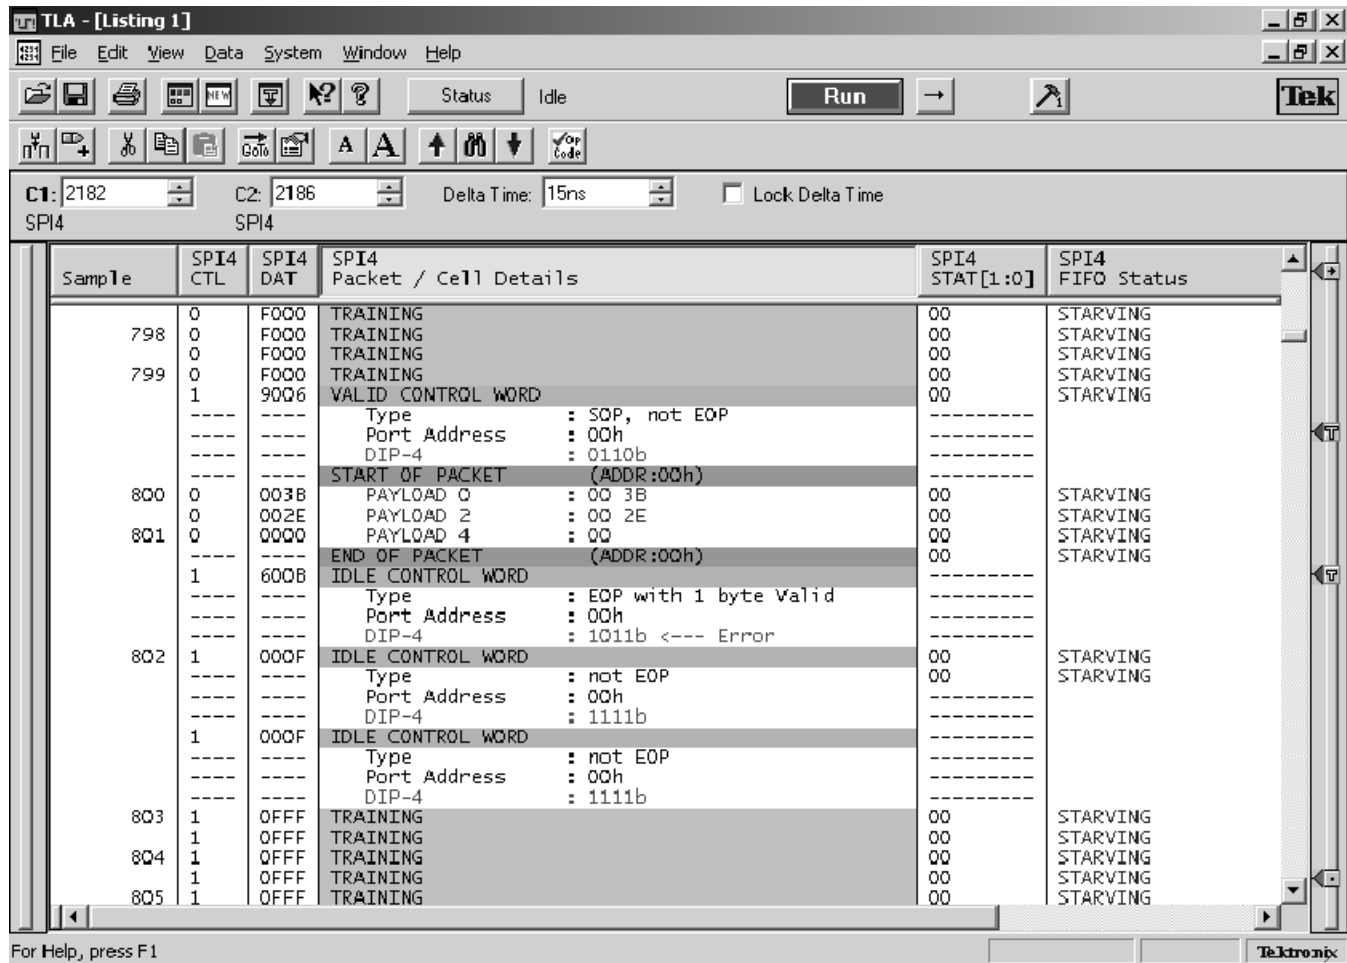 TLA - [Listing 1]
File Edit View Data System Window Help
NEW Status Idle Run Tek
GoTo A A Op Code
C1: 2182 C2: 2186 Delta Time: 15ns Lock Delta Time
SPI4 SPI4
Sample SPI4 CTL SPI4 DAT SPI4 Packet / Cell Details SPI4 STAT[1:0] SPI4 FIFO Status
0 F000 TRAINING 00 STARVING
798 0 F000 TRAINING 00 STARVING
0 F000 TRAINING 00 STARVING
799 0 F000 TRAINING 00 STARVING
1 9006 VALID CONTROL WORD 00 STARVING
---- ---- Type : SOP, not EOP ---------
---- ---- Port Address : 00h ---------
---- ---- DIP-4 : 0110b ---------
---- ---- START OF PACKET (ADDR:00h) ---------
800 0 003B PAYLOAD 0 : 00 3B 00 STARVING
0 002E PAYLOAD 2 : 00 2E 00 STARVING
801 0 0000 PAYLOAD 4 : 00 00 STARVING
---- ---- END OF PACKET (ADDR:00h) 00 STARVING
1 600B IDLE CONTROL WORD ---------
---- ---- Type : EOP with 1 byte Valid ---------
---- ---- Port Address : 00h ---------
---- ---- DIP-4 : 1011b <--- Error ---------
802 1 000F IDLE CONTROL WORD 00 STARVING
---- ---- Type : not EOP 00 STARVING
---- ---- Port Address : 00h ---------
---- ---- DIP-4 : 1111b ---------
1 000F IDLE CONTROL WORD ---------
---- ---- Type : not EOP ---------
---- ---- Port Address : 00h ---------
---- ---- DIP-4 : 1111b ---------
803 1 0FFF TRAINING 00 STARVING
1 0FFF TRAINING 00 STARVING
804 1 0FFF TRAINING 00 STARVING
1 0FFF TRAINING 00 STARVING
805 1 0FFF TRAINING 00 STARVING
For Help, press F1 Tektronix